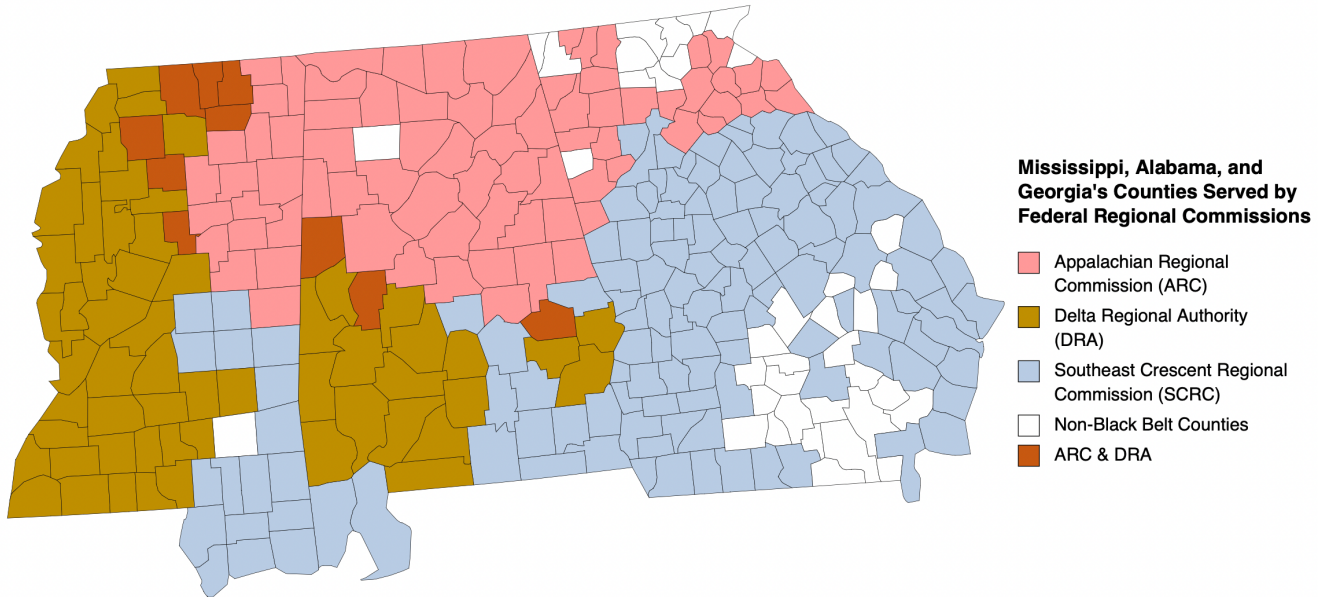 Mississippi, Alabama, and
Georgia's Counties Served by
Federal Regional Commissions
Appalachian Regional
Commission (ARC)
Delta Regional Authority
(DRA)
Southeast Crescent Regional
Commission (SCRC)
Non-Black Belt Counties
ARC & DRA